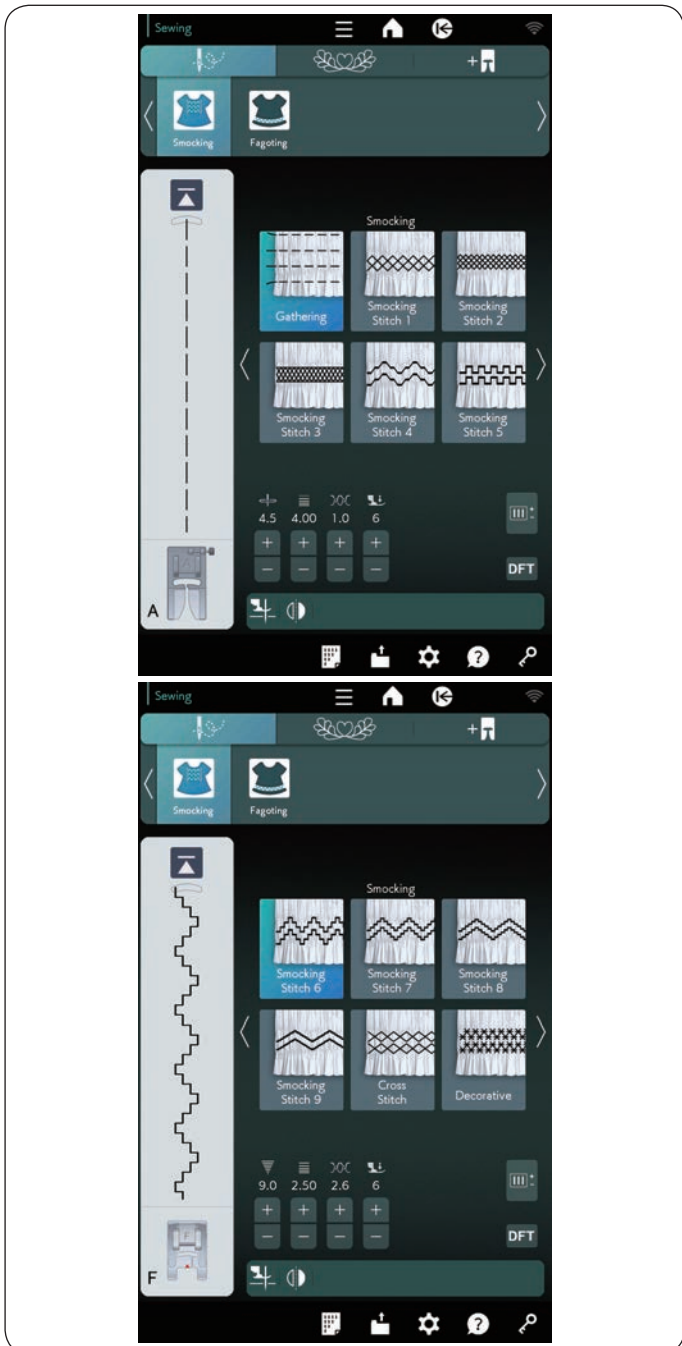 Sewing
Smocking
Fagoting
Smocking
Gathering
Smocking
Stitch 1
Smocking
Stitch 2
Smocking
Stitch 3
Smocking
Stitch 4
Smocking
Stitch 5
4.5 4.00 1.0 6
+ + + +
− − − −
DFT
A
Sewing
Smocking
Fagoting
Smocking
Smocking
Stitch 6
Smocking
Stitch 7
Smocking
Stitch 8
Smocking
Stitch 9
Cross
Stitch
Decorative
9.0 2.50 2.6 6
+ + + +
− − − −
DFT
F